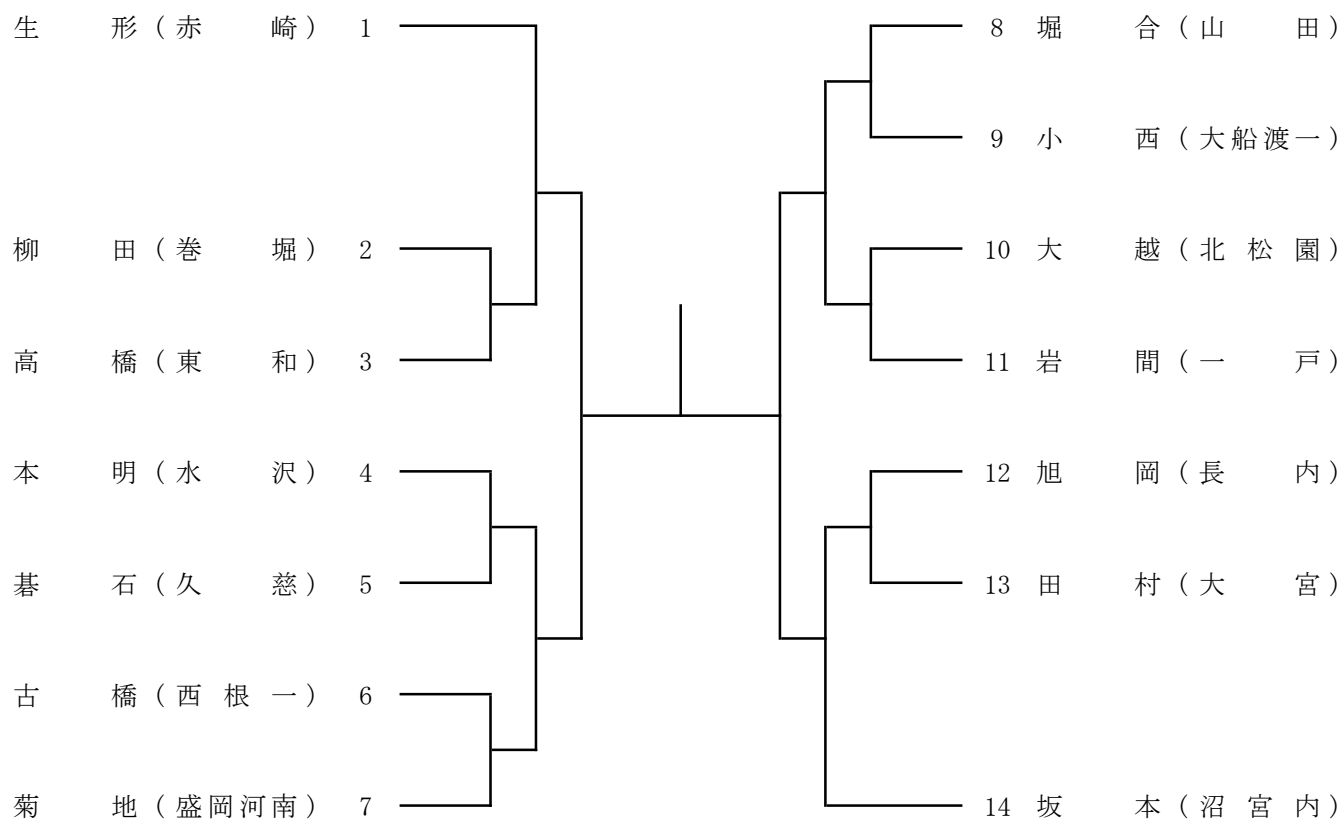 生形(赤崎) 1
柳田(巻堀) 2
高橋(東和) 3
本明(水沢) 4
碁石(久慈) 5
古橋(西根一) 6
菊地(盛岡河南) 7
8 堀合(山田)
9 小西(大船渡一)
10 大越(北松園)
11 岩間(一戸)
12 旭岡(長内)
13 田村(大宮)
14 坂本(沼宮内)